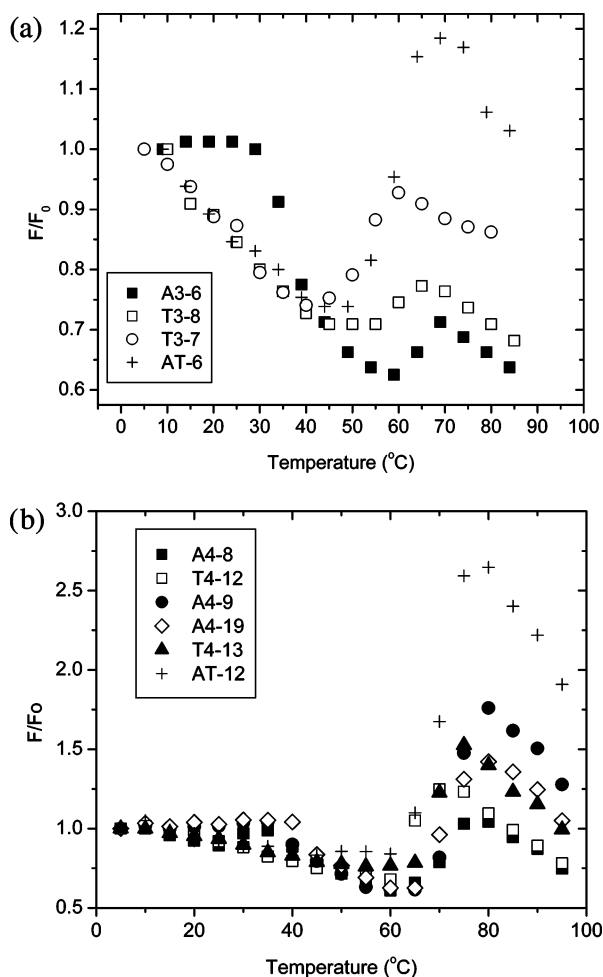 (a)
1.2
1.1
1.0
0.9
0.8
0.7
0.6
F/F₀
A3-6
T3-8
T3-7
AT-6
0 10 20 30 40 50 60 70 80 90 100
Temperature (°C)
(b)
3.0
2.5
2.0
1.5
1.0
0.5
F/Fo
A4-8
T4-12
A4-9
A4-19
T4-13
AT-12
0 20 40 60 80 100
Temperature (°C)